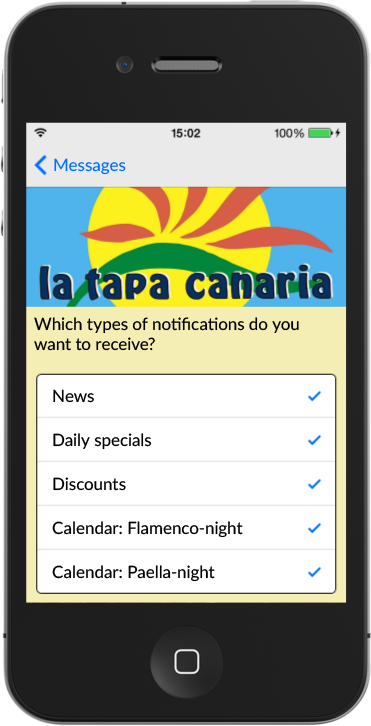 15:02 100%
Messages
la tapa canaria
Which types of notifications do you
want to receive?
News
Daily specials
Discounts
Calendar: Flamenco-night
Calendar: Paella-night